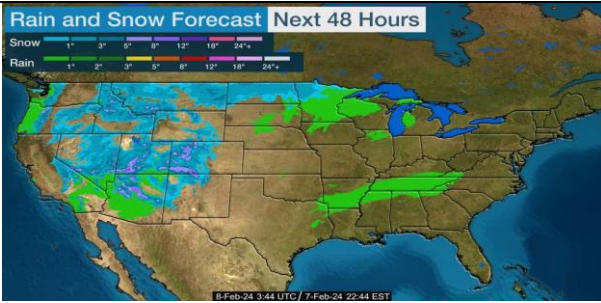 Rain and Snow Forecast Next 48 Hours
Snow 1" 3" 5" 8" 12" 18" 24"+
Rain 1" 2" 3" 5" 8" 12" 18" 24"+
8-Feb-24 3:44 UTC / 7-Feb-24 22:44 EST